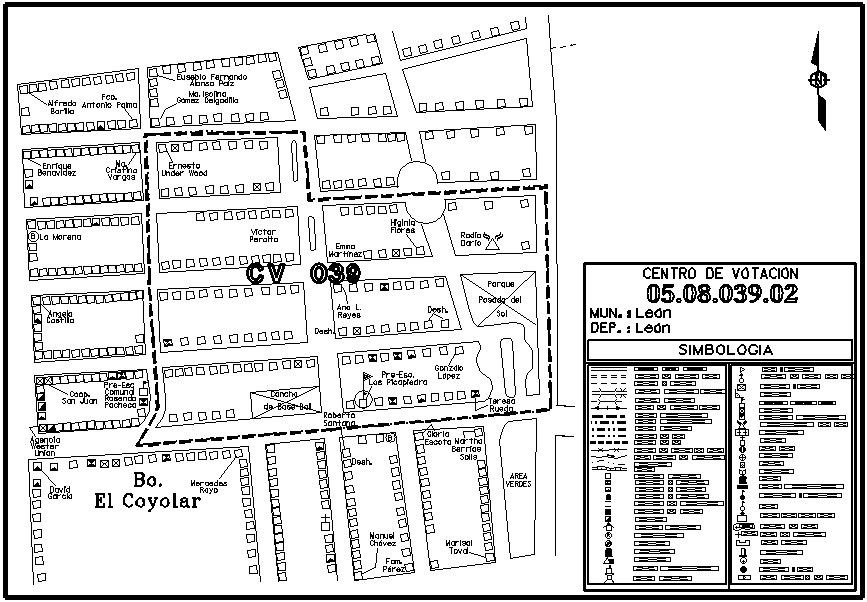 Eusebio Fernando
Alonso Paiz
Ma. Isolina
Gómez Delgadillo
Fco.
Antonio Palma
Alfredo
Bonilla
N
Enrique
Benavidez
Ma.
Cristina
Vargas
Ernesto
Under Wood
La Morena
Victor
Peralta
Higinia
Flores
Emma
Martínez
Radio
Darío
CV 039
Parque
Posada del
Sol
Angela
Castillo
Ana L.
Reyes
Desh.
Desh.
Coop.
San Juan
Pre-Esc.
Comunal
Rosendo
Pacheco
Pre-Esc.
Los Picapiedra
Gonzalo
López
Cancha
de Base-Ball
Teresa
Rueda
Roberto
Santana
Agencia
Wester
Union
Gloria
Escoto
Martha
Berrios
Solis
Desh.
David
García
Bo.
El Coyolar
Mercedes
Rayo
AREA
VERDES
Manuel
Chávez
Fam.
Pérez
Marisol
Toval
CENTRO DE VOTACION
05.08.039.02
MUN.: León
DEP.: León
SIMBOLOGIA